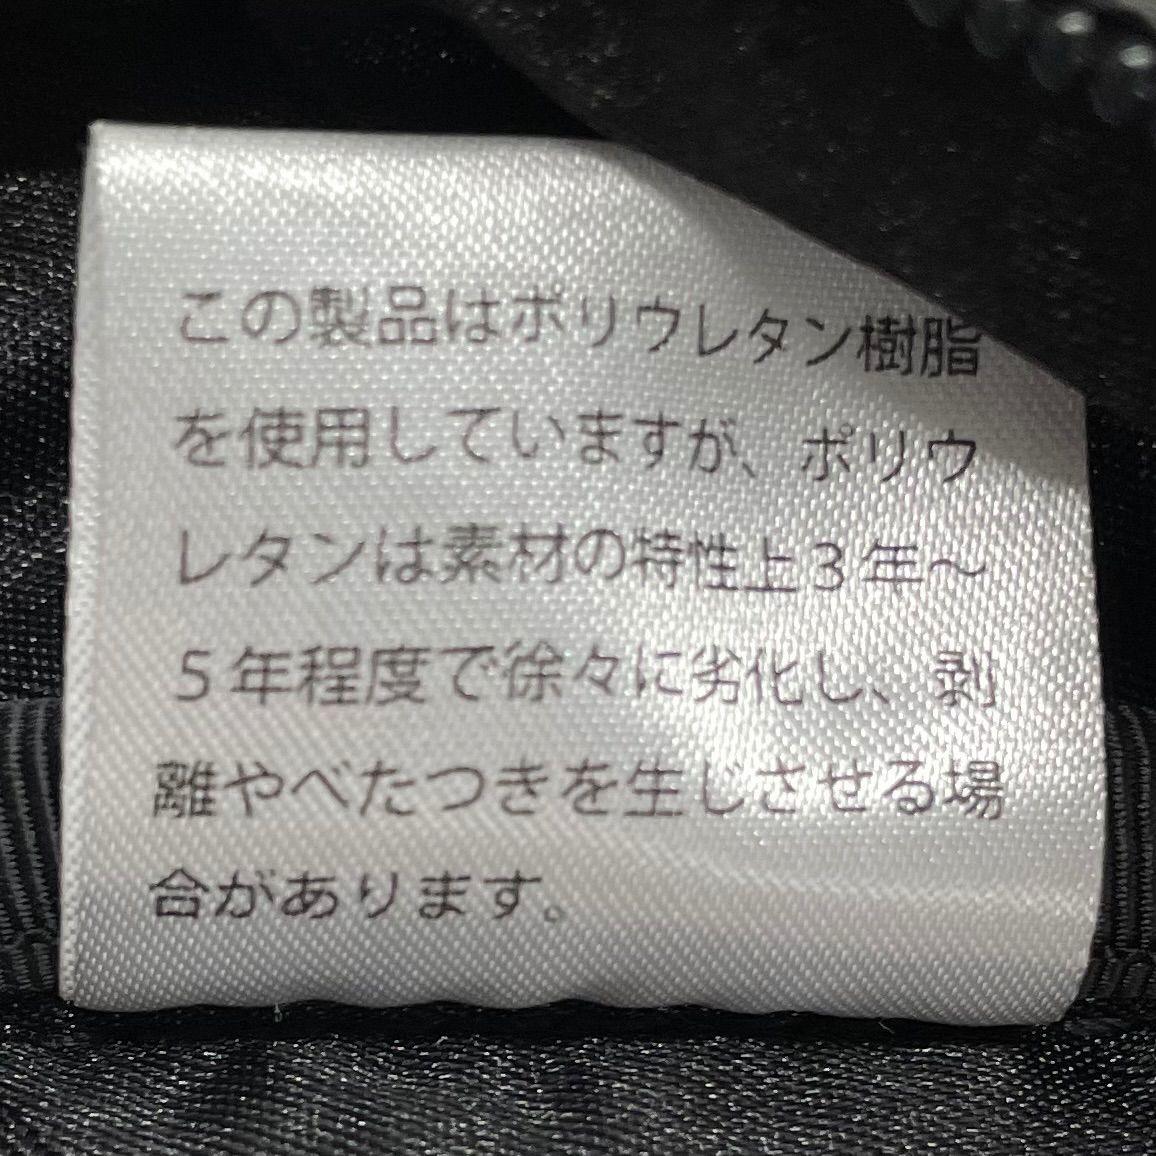 この製品はポリウレタン樹脂
を使用していますが、ポリウ
レタンは素材の特性上３年～
５年程度で徐々に劣化し、剥
離やべたつきを生じさせる場
合があります。